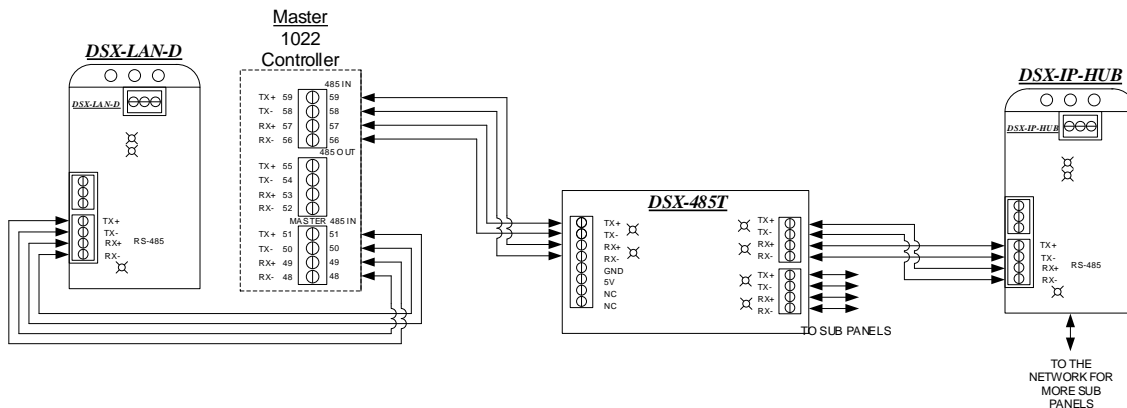 DSX-LAN-D
DSX-LAN-D
TX+
TX-
RX+
RX-
RS-485
Master
1022
Controller
485 IN
TX+ 59 59
TX- 58 58
RX+ 57 57
RX- 56 56
485 OUT
TX+ 55
TX- 54
RX+ 53
RX- 52
MASTER 485 IN
TX+ 51 51
TX- 50 50
RX+ 49 49
RX- 48 48
DSX-485T
TX+
TX-
RX+
RX-
GND
5V
NC
NC
TX+
TX-
RX+
RX-
TX+
TX-
RX+
RX-
TO SUB PANELS
DSX-IP-HUB
DSX-IP-HUB
TX+
TX-
RX+
RX-
RS-485
TO THE
NETWORK FOR
MORE SUB
PANELS